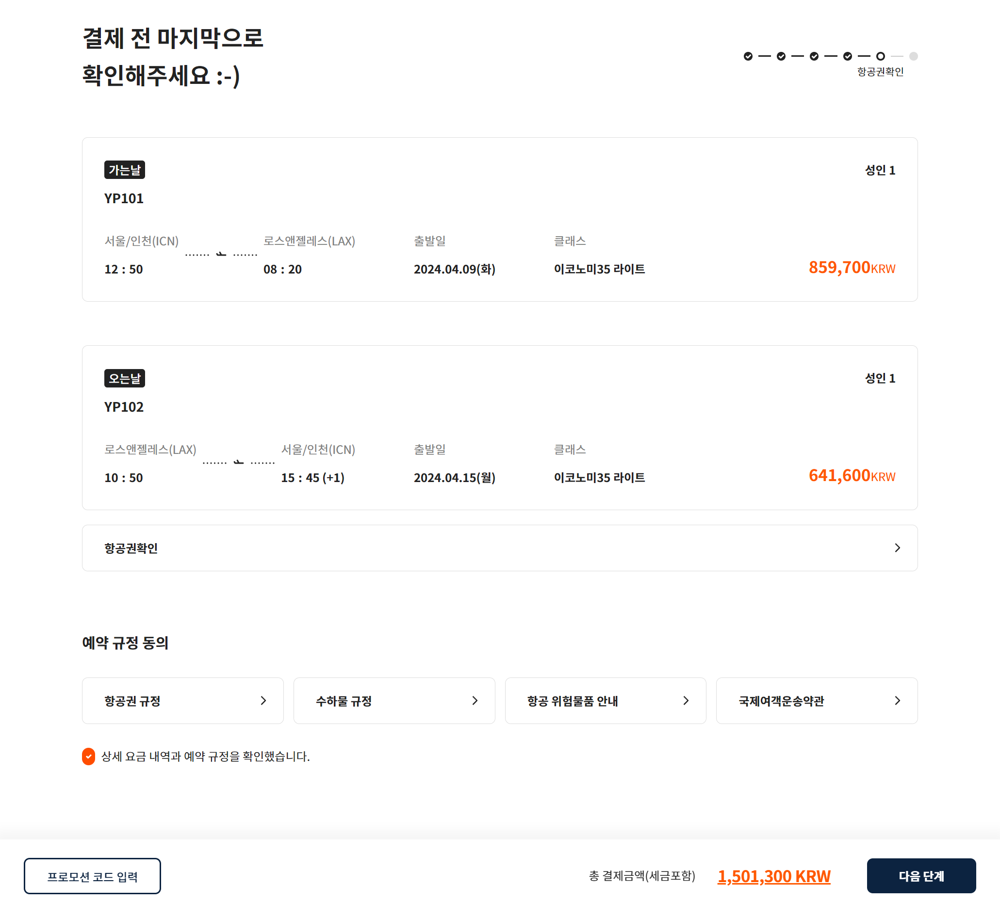 결제 전 마지막으로
확인해주세요 :-)
항공권확인
가는날
성인 1
YP101
서울/인천(ICN) 로스앤젤레스(LAX) 출발일 클래스
12 : 50 08 : 20 2024.04.09(화) 이코노미35 라이트 859,700KRW
오는날
성인 1
YP102
로스앤젤레스(LAX) 서울/인천(ICN) 출발일 클래스
10 : 50 15 : 45 (+1) 2024.04.15(월) 이코노미35 라이트 641,600KRW
항공권확인
예약 규정 동의
항공권 규정 수하물 규정 항공 위험물품 안내 국제여객운송약관
상세 요금 내역과 예약 규정을 확인했습니다.
프로모션 코드 입력 총 결제금액(세금포함) 1,501,300 KRW 다음 단계